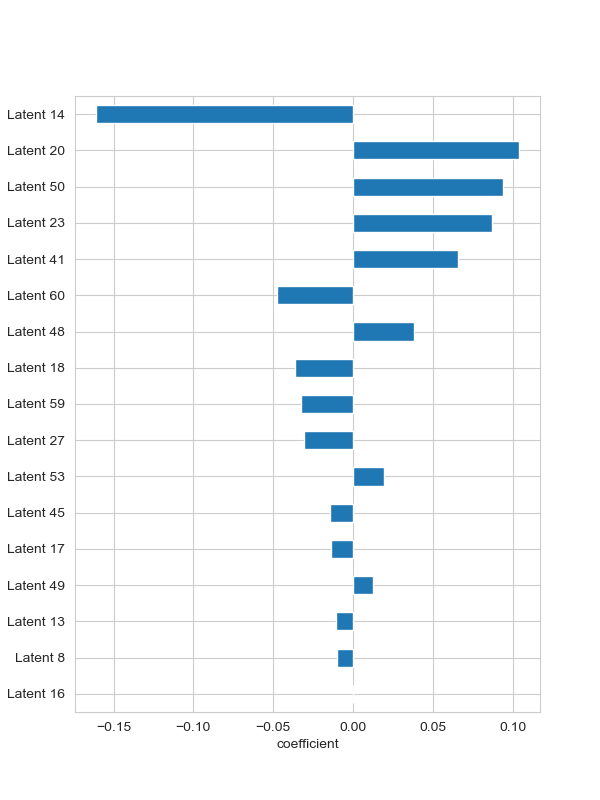 Latent 14
Latent 20
Latent 50
Latent 23
Latent 41
Latent 60
Latent 48
Latent 18
Latent 59
Latent 27
Latent 53
Latent 45
Latent 17
Latent 49
Latent 13
Latent 8
Latent 16
−0.15 −0.10 −0.05 0.00 0.05 0.10
coefficient